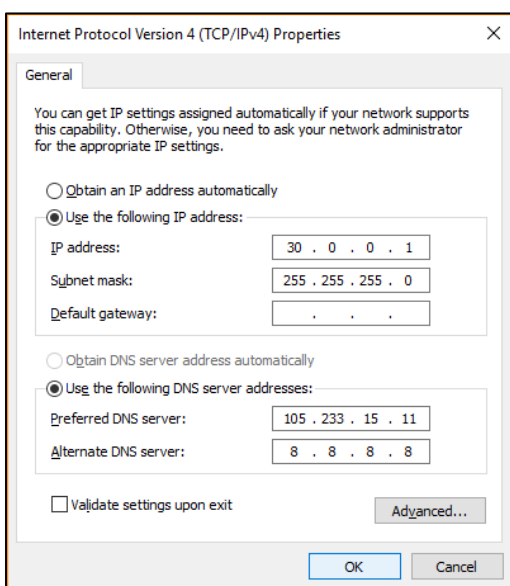 Internet Protocol Version 4 (TCP/IPv4) Properties
General
You can get IP settings assigned automatically if your network supports
this capability. Otherwise, you need to ask your network administrator
for the appropriate IP settings.
Obtain an IP address automatically
Use the following IP address:
IP address: 30 . 0 . 0 . 1
Subnet mask: 255 . 255 . 255 . 0
Default gateway: . . .
Obtain DNS server address automatically
Use the following DNS server addresses:
Preferred DNS server: 105 . 233 . 15 . 11
Alternate DNS server: 8 . 8 . 8 . 8
Validate settings upon exit Advanced...
OK Cancel